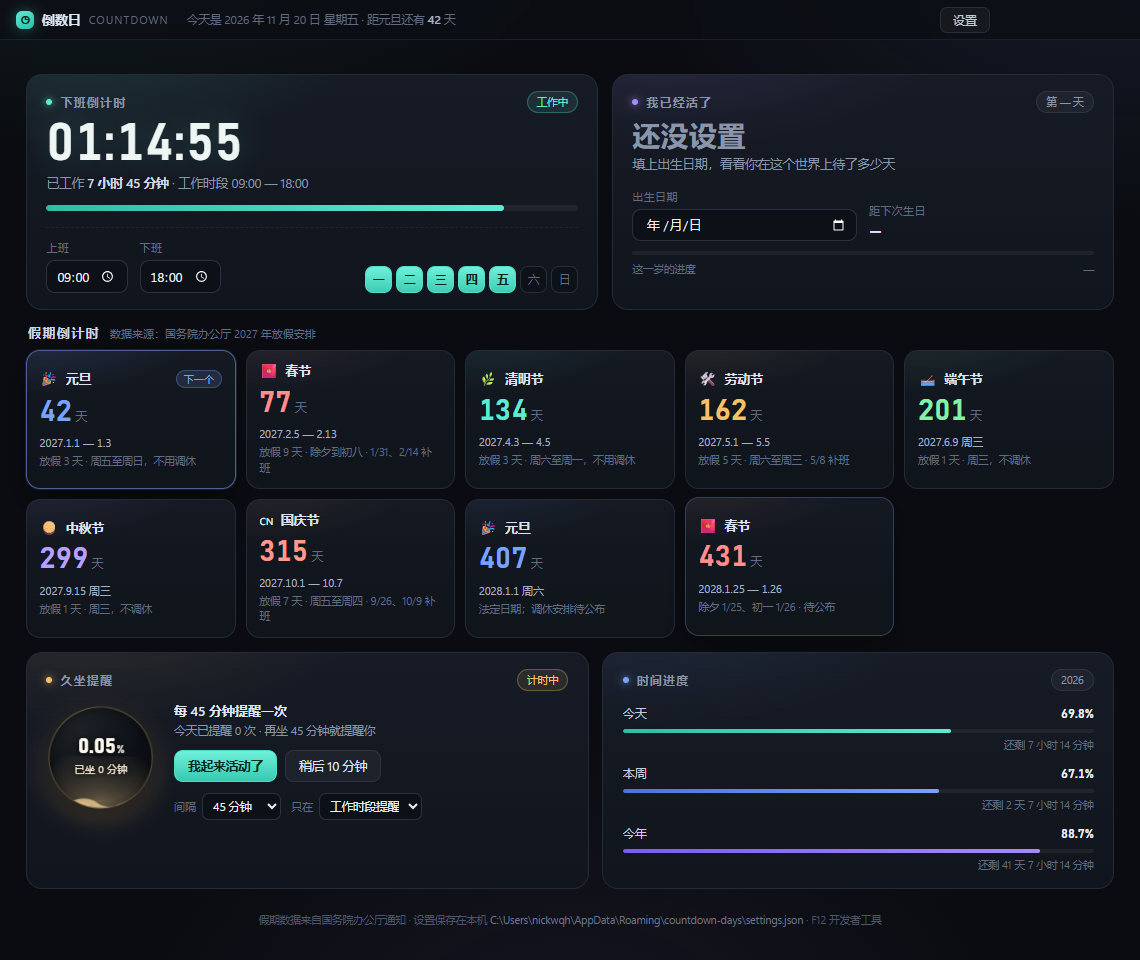 倒数日 COUNTDOWN 今天是 2026 年 11 月 20 日 星期五 · 距元旦还有 42 天
设置
下班倒计时
工作中
01:14:55
已工作 7 小时 45 分钟 · 工作时段 09:00 — 18:00
上班
下班
09:00
18:00
一 二 三 四 五 六 日
我已经活了
第 — 天
还没设置
填上出生日期，看看你在这个世界上待了多少天
出生日期
年 /月/日
距下次生日
—
这一岁的进度
—
假期倒计时 数据来源：国务院办公厅 2027 年放假安排
元旦
下一个
42 天
2027.1.1 — 1.3
放假 3 天 · 周五至周日，不用调休
春节
77 天
2027.2.5 — 2.13
放假 9 天 · 除夕到初八 · 1/31、2/14 补
班
清明节
134 天
2027.4.3 — 4.5
放假 3 天 · 周六至周一，不用调休
劳动节
162 天
2027.5.1 — 5.5
放假 5 天 · 周六至周三 · 5/8 补班
端午节
201 天
2027.6.9 周三
放假 1 天 · 周三，不调休
中秋节
299 天
2027.9.15 周三
放假 1 天 · 周三，不调休
CN 国庆节
315 天
2027.10.1 — 10.7
放假 7 天 · 周五至周四 · 9/26、10/9 补
班
元旦
407 天
2028.1.1 周六
法定日期；调休安排待公布
春节
431 天
2028.1.25 — 1.26
除夕 1/25、初一 1/26 · 待公布
久坐提醒
计时中
0.05%
已坐 0 分钟
每 45 分钟提醒一次
今天已提醒 0 次 · 再坐 45 分钟就提醒你
我起来活动了
稍后 10 分钟
间隔 45 分钟 只在 工作时段提醒
时间进度
2026
今天 69.8%
还剩 7 小时 14 分钟
本周 67.1%
还剩 2 天 7 小时 14 分钟
今年 88.7%
还剩 41 天 7 小时 14 分钟
假期数据来自国务院办公厅通知 · 设置保存在本机 C:\Users\nickwqh\AppData\Roaming\countdown-days\settings.json · F12 开发者工具